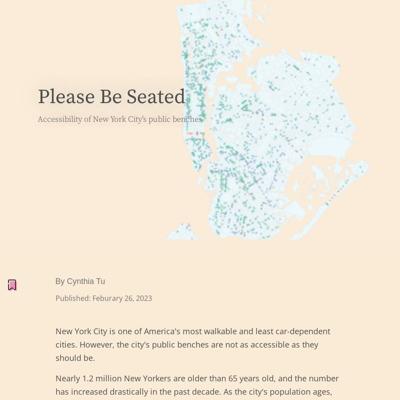 Please Be Seated
Accessibility of New York City's public benches
By Cynthia Tu
Published: Feburary 26, 2023
New York City is one of America's most walkable and least car-dependent
cities. However, the city's public benches are not as accessible as they
should be.
Nearly 1.2 million New Yorkers are older than 65 years old, and the number
has increased drastically in the past decade. As the city's population ages,